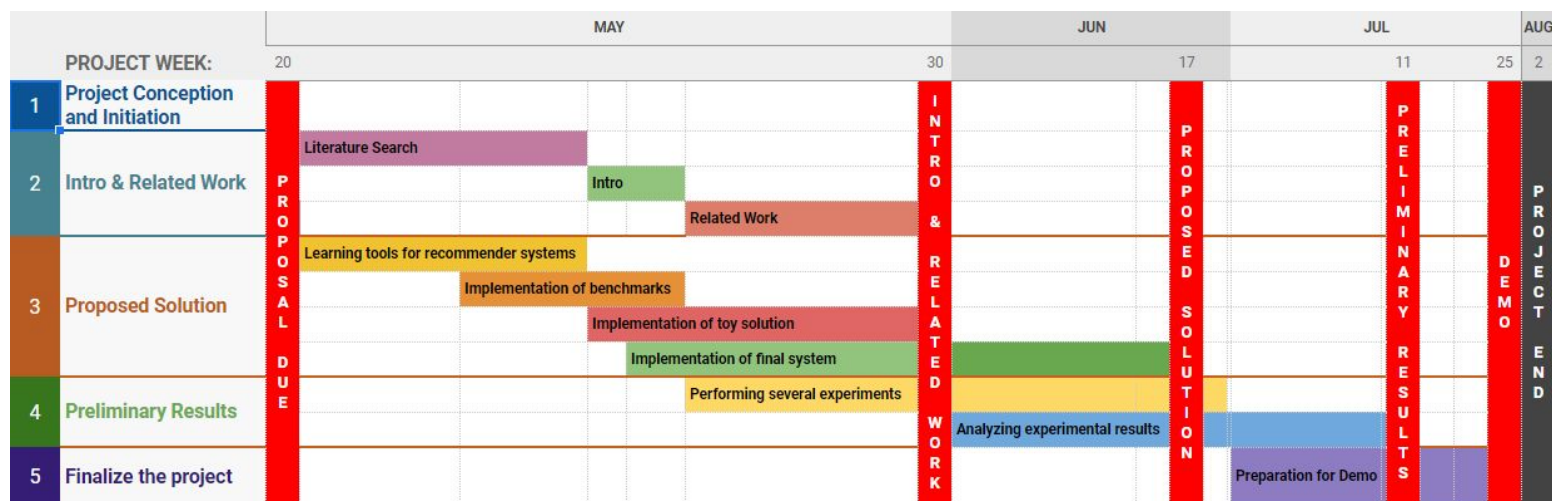 MAY JUN JUL AUG
PROJECT WEEK: 20 30 17 11 25 2
1 Project Conception
and Initiation
2 Intro & Related Work
Literature Search
Intro
Related Work
3 Proposed Solution
Learning tools for recommender systems
Implementation of benchmarks
Implementation of toy solution
Implementation of final system
4 Preliminary Results
Performing several experiments
Analyzing experimental results
5 Finalize the project
Preparation for Demo
PROPOSAL DUE
INTRO & RELATED WORK
PROPOSED SOLUTION
PRELIMINARY RESULTS
DEMO
PROJECT END